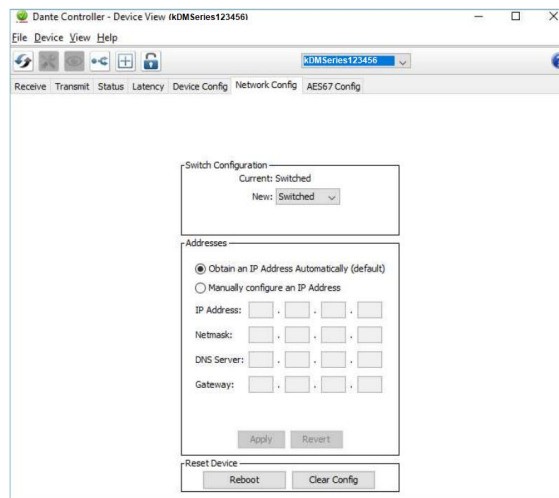 Dante Controller - Device View (kDMSeries123456)
File Device View Help
kDMSeries123456
Receive Transmit Status Latency Device Config Network Config AES67 Config
Switch Configuration
Current: Switched
New: Switched
Addresses
Obtain an IP Address Automatically (default)
Manually configure an IP Address
IP Address: . . .
Netmask: . . .
DNS Server: . . .
Gateway: . . .
Apply Revert
Reset Device
Reboot Clear Config